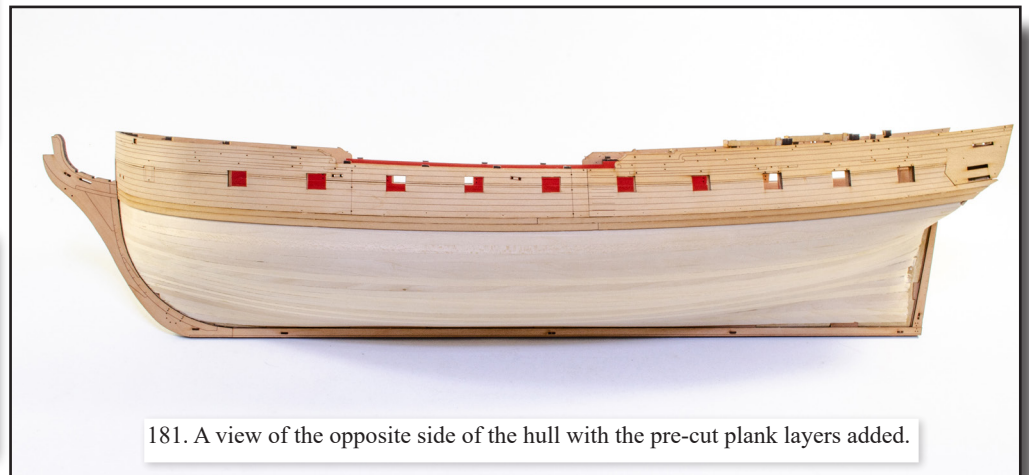 181. A view of the opposite side of the hull with the pre-cut plank layers added.